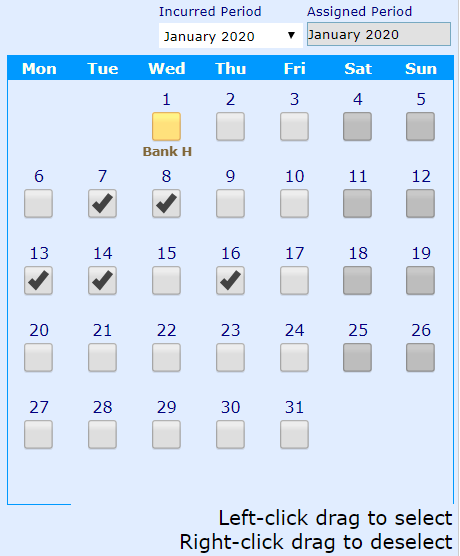 Incurred Period Assigned Period
January 2020 January 2020
Mon Tue Wed Thu Fri Sat Sun
1 2 3 4 5
Bank H
6 7 8 9 10 11 12
13 14 15 16 17 18 19
20 21 22 23 24 25 26
27 28 29 30 31
Left-click drag to select
Right-click drag to deselect